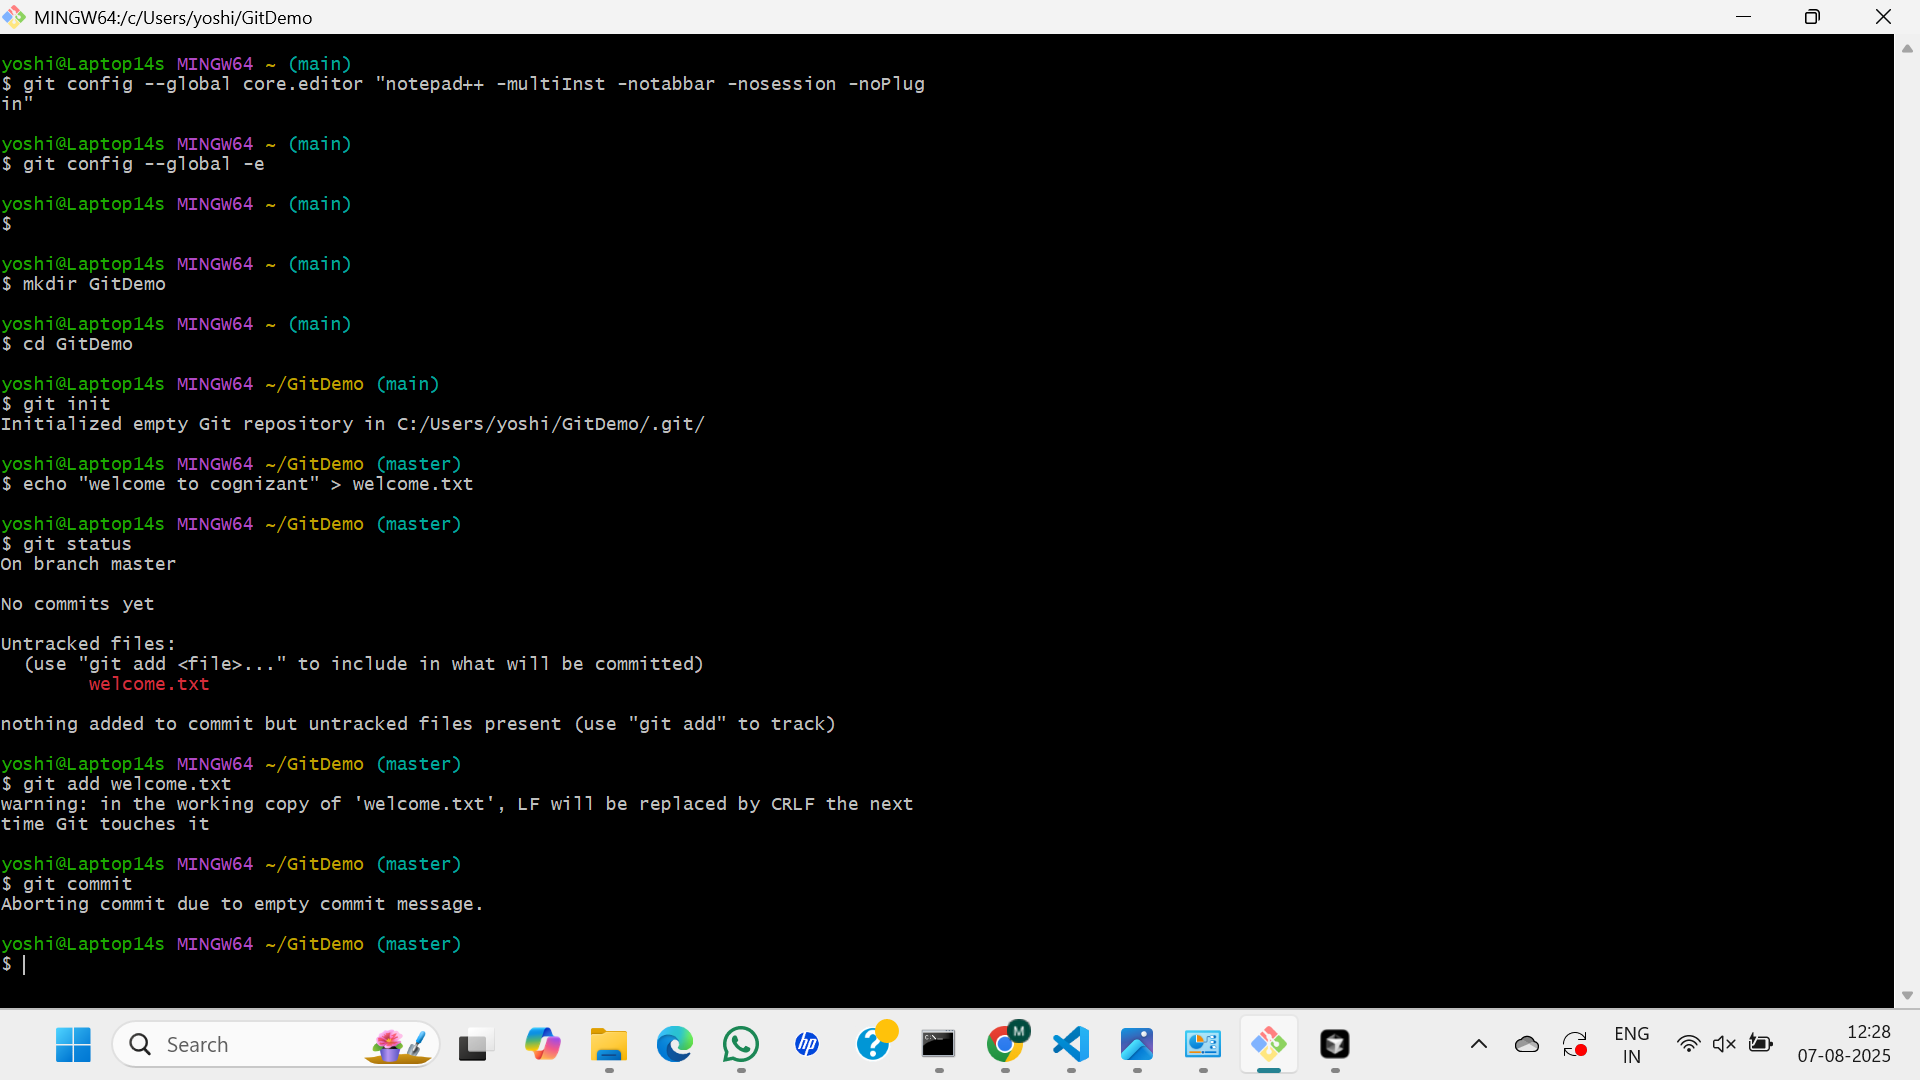 MINGW64:/c/Users/yoshi/GitDemo
yoshi@Laptop14s MINGW64 ~ (main)
$ git config --global core.editor "notepad++ -multiInst -notabbar -nosession -noPlug
in"
yoshi@Laptop14s MINGW64 ~ (main)
$ git config --global -e
yoshi@Laptop14s MINGW64 ~ (main)
$
yoshi@Laptop14s MINGW64 ~ (main)
$ mkdir GitDemo
yoshi@Laptop14s MINGW64 ~ (main)
$ cd GitDemo
yoshi@Laptop14s MINGW64 ~/GitDemo (main)
$ git init
Initialized empty Git repository in C:/Users/yoshi/GitDemo/.git/
yoshi@Laptop14s MINGW64 ~/GitDemo (master)
$ echo "welcome to cognizant" > welcome.txt
yoshi@Laptop14s MINGW64 ~/GitDemo (master)
$ git status
On branch master
No commits yet
Untracked files:
(use "git add <file>..." to include in what will be committed)
welcome.txt
nothing added to commit but untracked files present (use "git add" to track)
yoshi@Laptop14s MINGW64 ~/GitDemo (master)
$ git add welcome.txt
warning: in the working copy of 'welcome.txt', LF will be replaced by CRLF the next
time Git touches it
yoshi@Laptop14s MINGW64 ~/GitDemo (master)
$ git commit
Aborting commit due to empty commit message.
yoshi@Laptop14s MINGW64 ~/GitDemo (master)
$
Search
hp
M
ENG
IN
12:28
07-08-2025